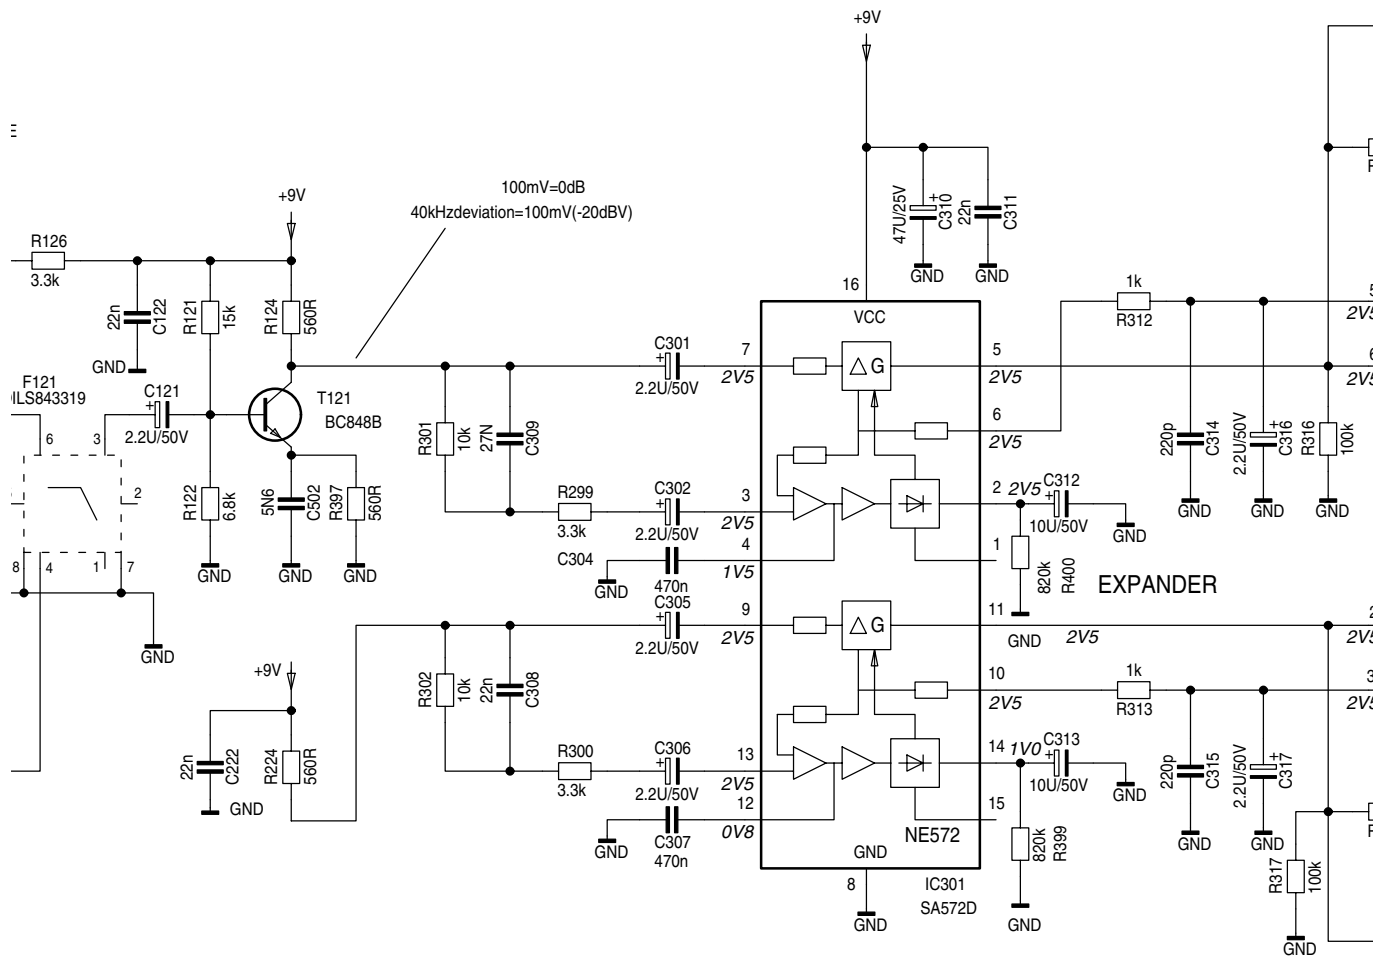 +9V
E
100mV=0dB
40kHzdeviation=100mV(-20dBV)
+9V
47U/25V
+
C310
22n
C311
GND
GND
R126
3.3k
22n
C122
R121
15k
R124
560R
GND
16
VCC
1k
R312
5
2V5
F121
C121
+
2.2U/50V
T121
BC848B
C301
+
2.2U/50V
7
2V5
△G
5
2V5
6
2V5
6
2V5
R301
10k
27N
C309
220p
C314
2.2U/50V
+
C316
R316
100k
6
3
2
8
4
1
7
R122
6.8k
5N6
C502
R397
560R
R299
3.3k
C302
+
2.2U/50V
3
2V5
4
1V5
2
2V5
C312
+
10U/50V
GND
1
820k
R400
GND
GND
GND
GND
GND
GND
C304
470n
GND
EXPANDER
C305
+
2.2U/50V
9
2V5
△G
11
GND
2V5
2
2V5
GND
+9V
R302
10k
22n
C308
10
2V5
1k
R313
3
2V5
22n
C222
R224
560R
GND
R300
3.3k
C306
+
2.2U/50V
13
2V5
12
0V8
14
1V0
C313
+
10U/50V
GND
15
220p
C315
2.2U/50V
+
C317
GND
C307
470n
NE572
GND
820k
R399
GND
GND
R317
100k
8
IC301
SA572D
GND
GND
GND